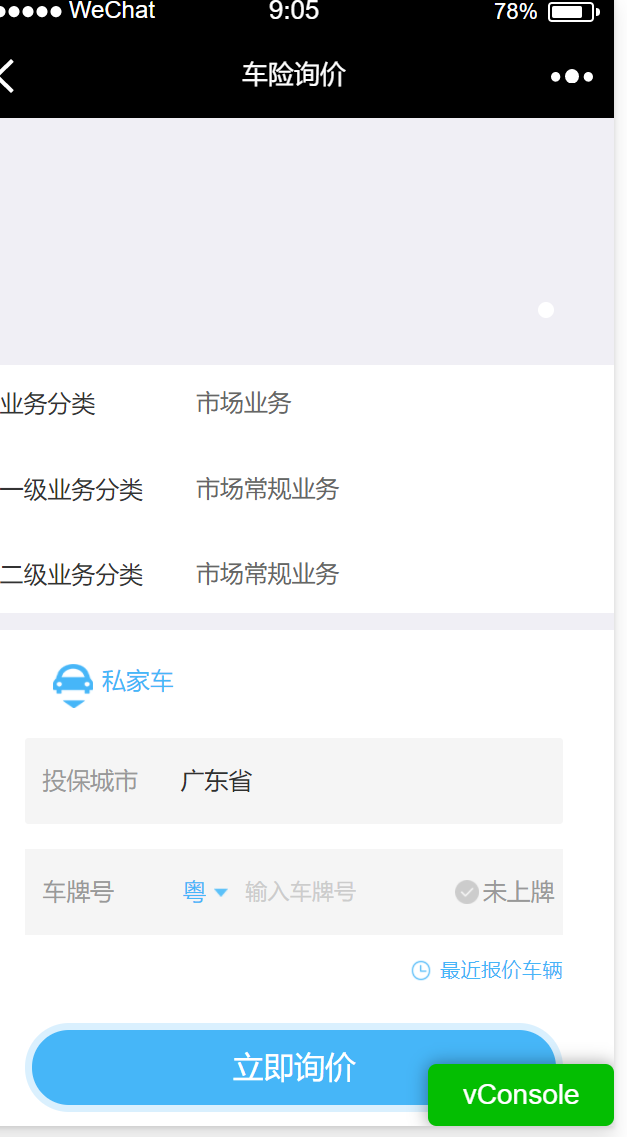 WeChat 9:05 78%
车险询价
业务分类 市场业务
一级业务分类 市场常规业务
二级业务分类 市场常规业务
私家车
投保城市 广东省
车牌号 粤 输入车牌号 未上牌
最近报价车辆
立即询价
vConsole